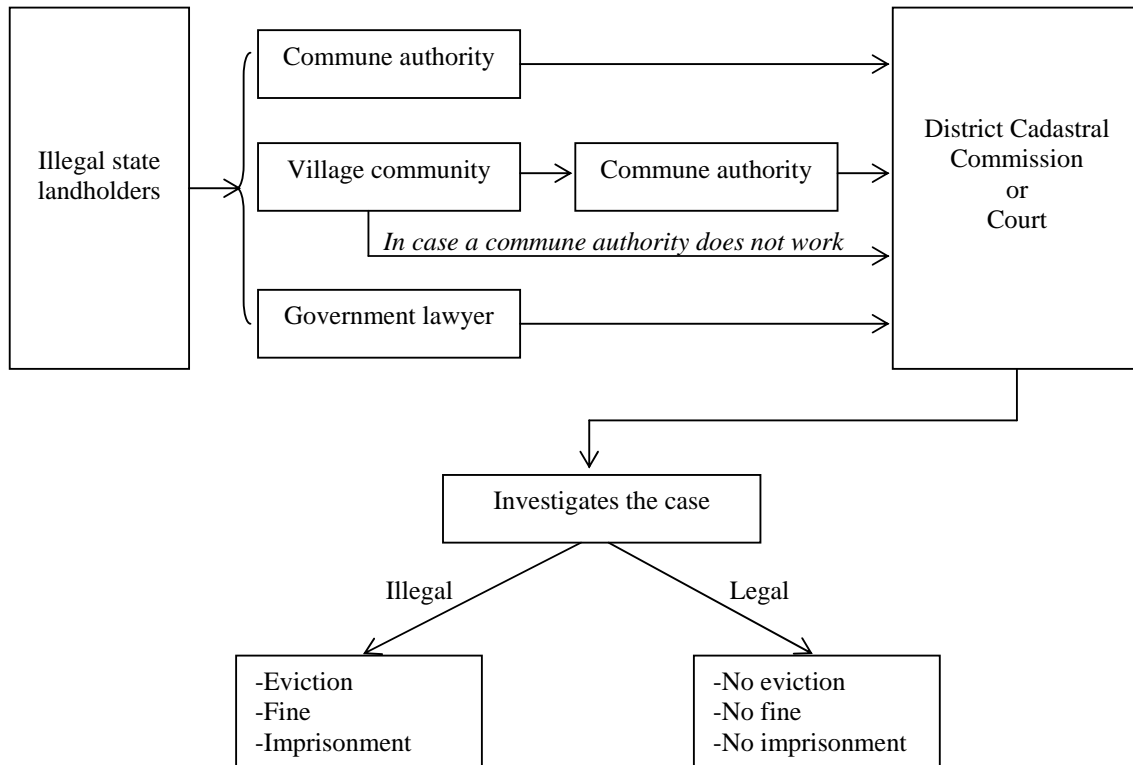 Illegal state
landholders
Commune authority
Village community
Commune authority
In case a commune authority does not work
Government lawyer
District Cadastral
Commission
or
Court
Investigates the case
Illegal
Legal
-Eviction
-Fine
-Imprisonment
-No eviction
-No fine
-No imprisonment